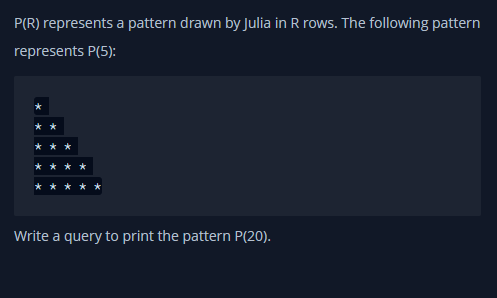 P(R) represents a pattern drawn by Julia in R rows. The following pattern
represents P(5):
*
* *
* * *
* * * *
* * * * *
Write a query to print the pattern P(20).